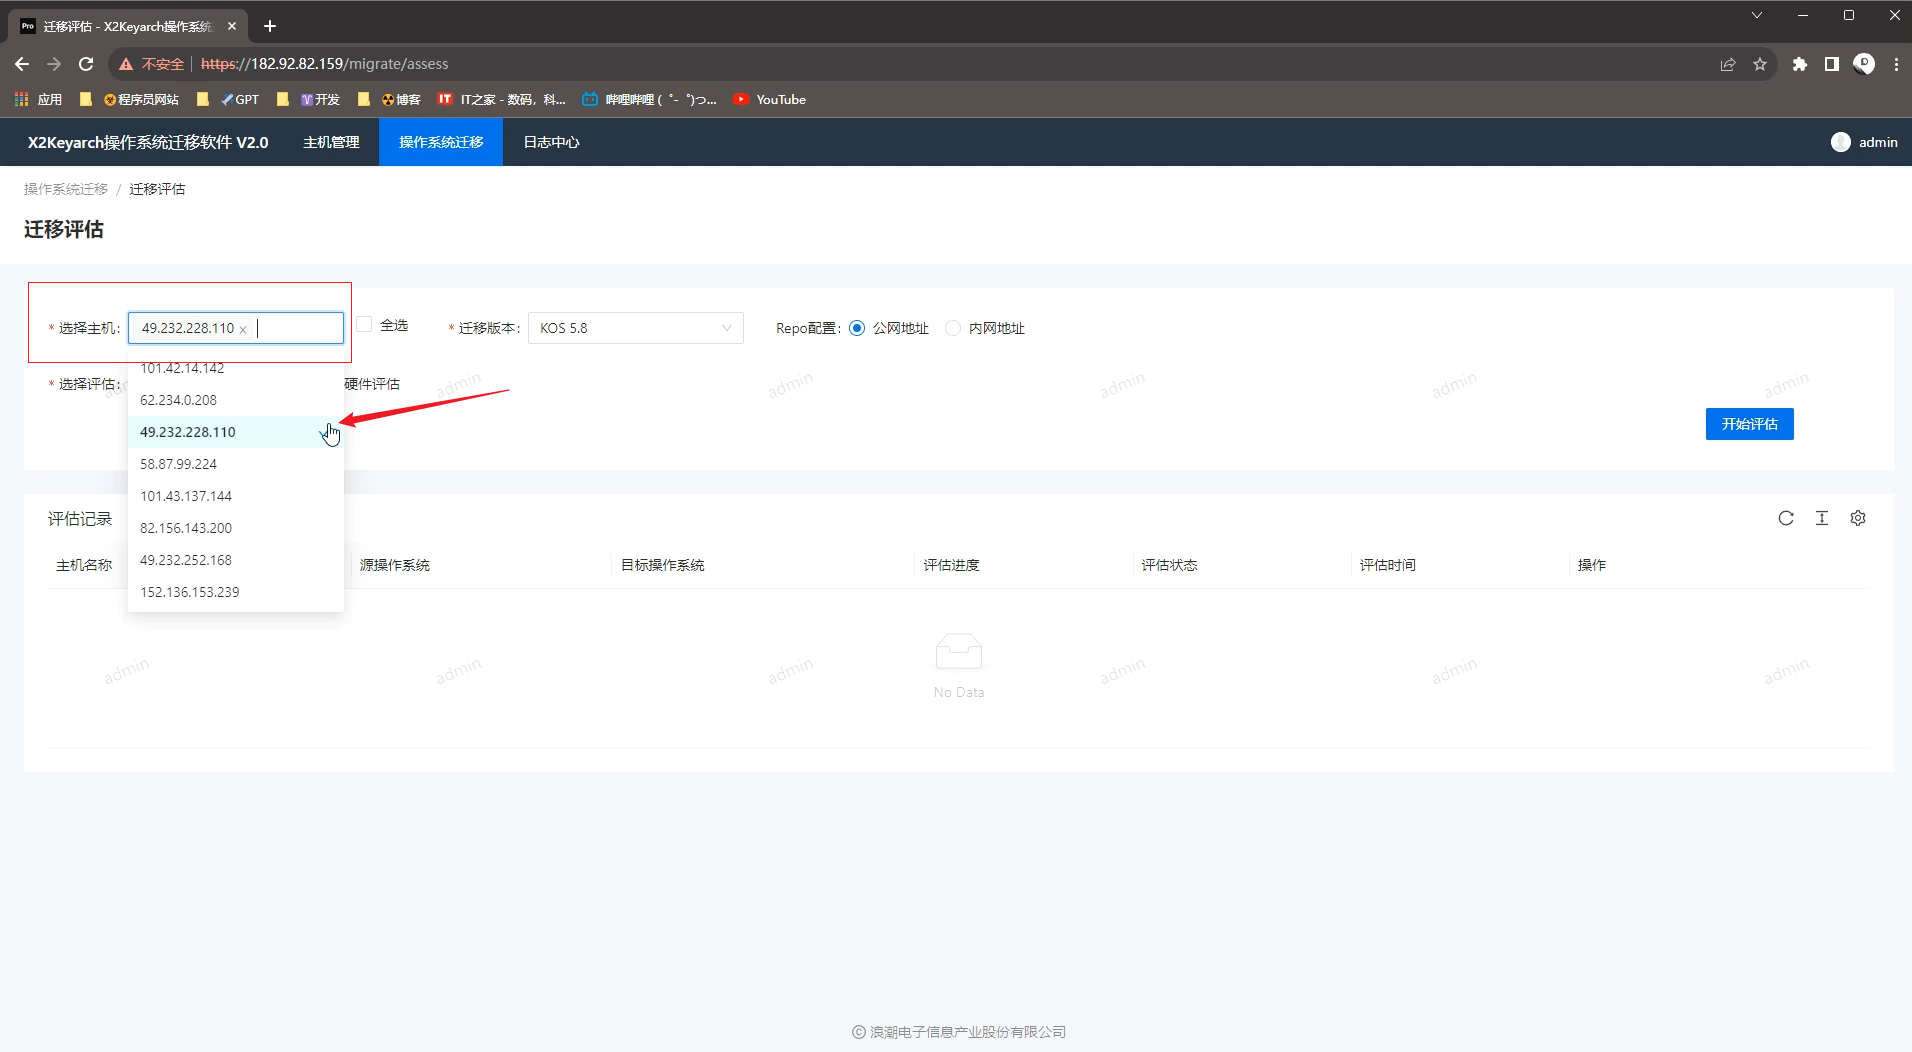 迁移评估 - X2Keyarch操作系统
不安全 https://182.92.82.159/migrate/assess
应用 程序员网站 GPT 开发 博客 IT之家 - 数码，科... 哔哩哔哩 (゜-゜)つ... YouTube
X2Keyarch操作系统迁移软件 V2.0 主机管理 操作系统迁移 日志中心 admin
操作系统迁移 / 迁移评估
迁移评估
* 选择主机: 49.232.228.110 × 全选 * 迁移版本: KOS 5.8 Repo配置: 公网地址 内网地址
101.42.14.142
* 选择评估: 硬件评估
62.234.0.208
49.232.228.110
开始评估
58.87.99.224
101.43.137.144
82.156.143.200
49.232.252.168
152.136.153.239
评估记录
主机名称 源操作系统 目标操作系统 评估进度 评估状态 评估时间 操作
admin admin admin admin admin
admin admin admin admin admin admin
No Data
© 浪潮电子信息产业股份有限公司